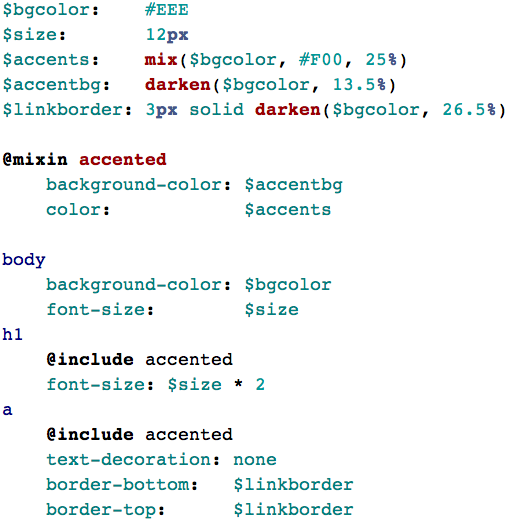 $bgcolor:    #EEE
$size:       12px
$accents:    mix($bgcolor, #F00, 25%)
$accentbg:   darken($bgcolor, 13.5%)
$linkborder: 3px solid darken($bgcolor, 26.5%)

@mixin accented
    background-color: $accentbg
    color:            $accents

body
    background-color: $bgcolor
    font-size:        $size
h1
    @include accented
    font-size: $size * 2
a
    @include accented
    text-decoration: none
    border-bottom:   $linkborder
    border-top:      $linkborder